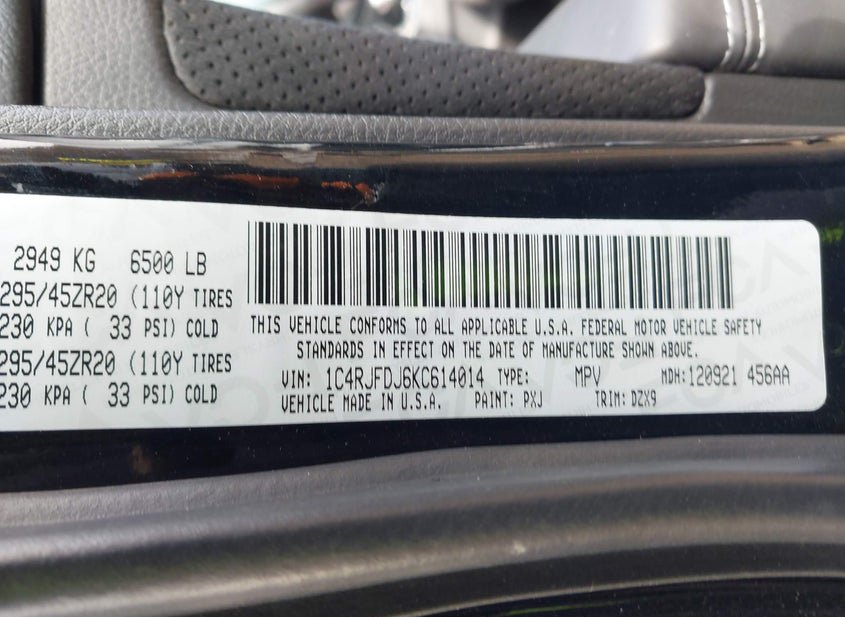 2949 KG 6500 LB
295/45ZR20 (110Y TIRES
230 KPA ( 33 PSI) COLD
295/45ZR20 (110Y TIRES
230 KPA ( 33 PSI) COLD
THIS VEHICLE CONFORMS TO ALL APPLICABLE U.S.A. FEDERAL MOTOR VEHICLE SAFETY
STANDARDS IN EFFECT ON THE DATE OF MANUFACTURE SHOWN ABOVE.
VIN: 1C4RJFDJ6KC614014 TYPE: MPV MDH:120921 456AA
VEHICLE MADE IN U.S.A. PAINT: PXJ TRIM: DZX9